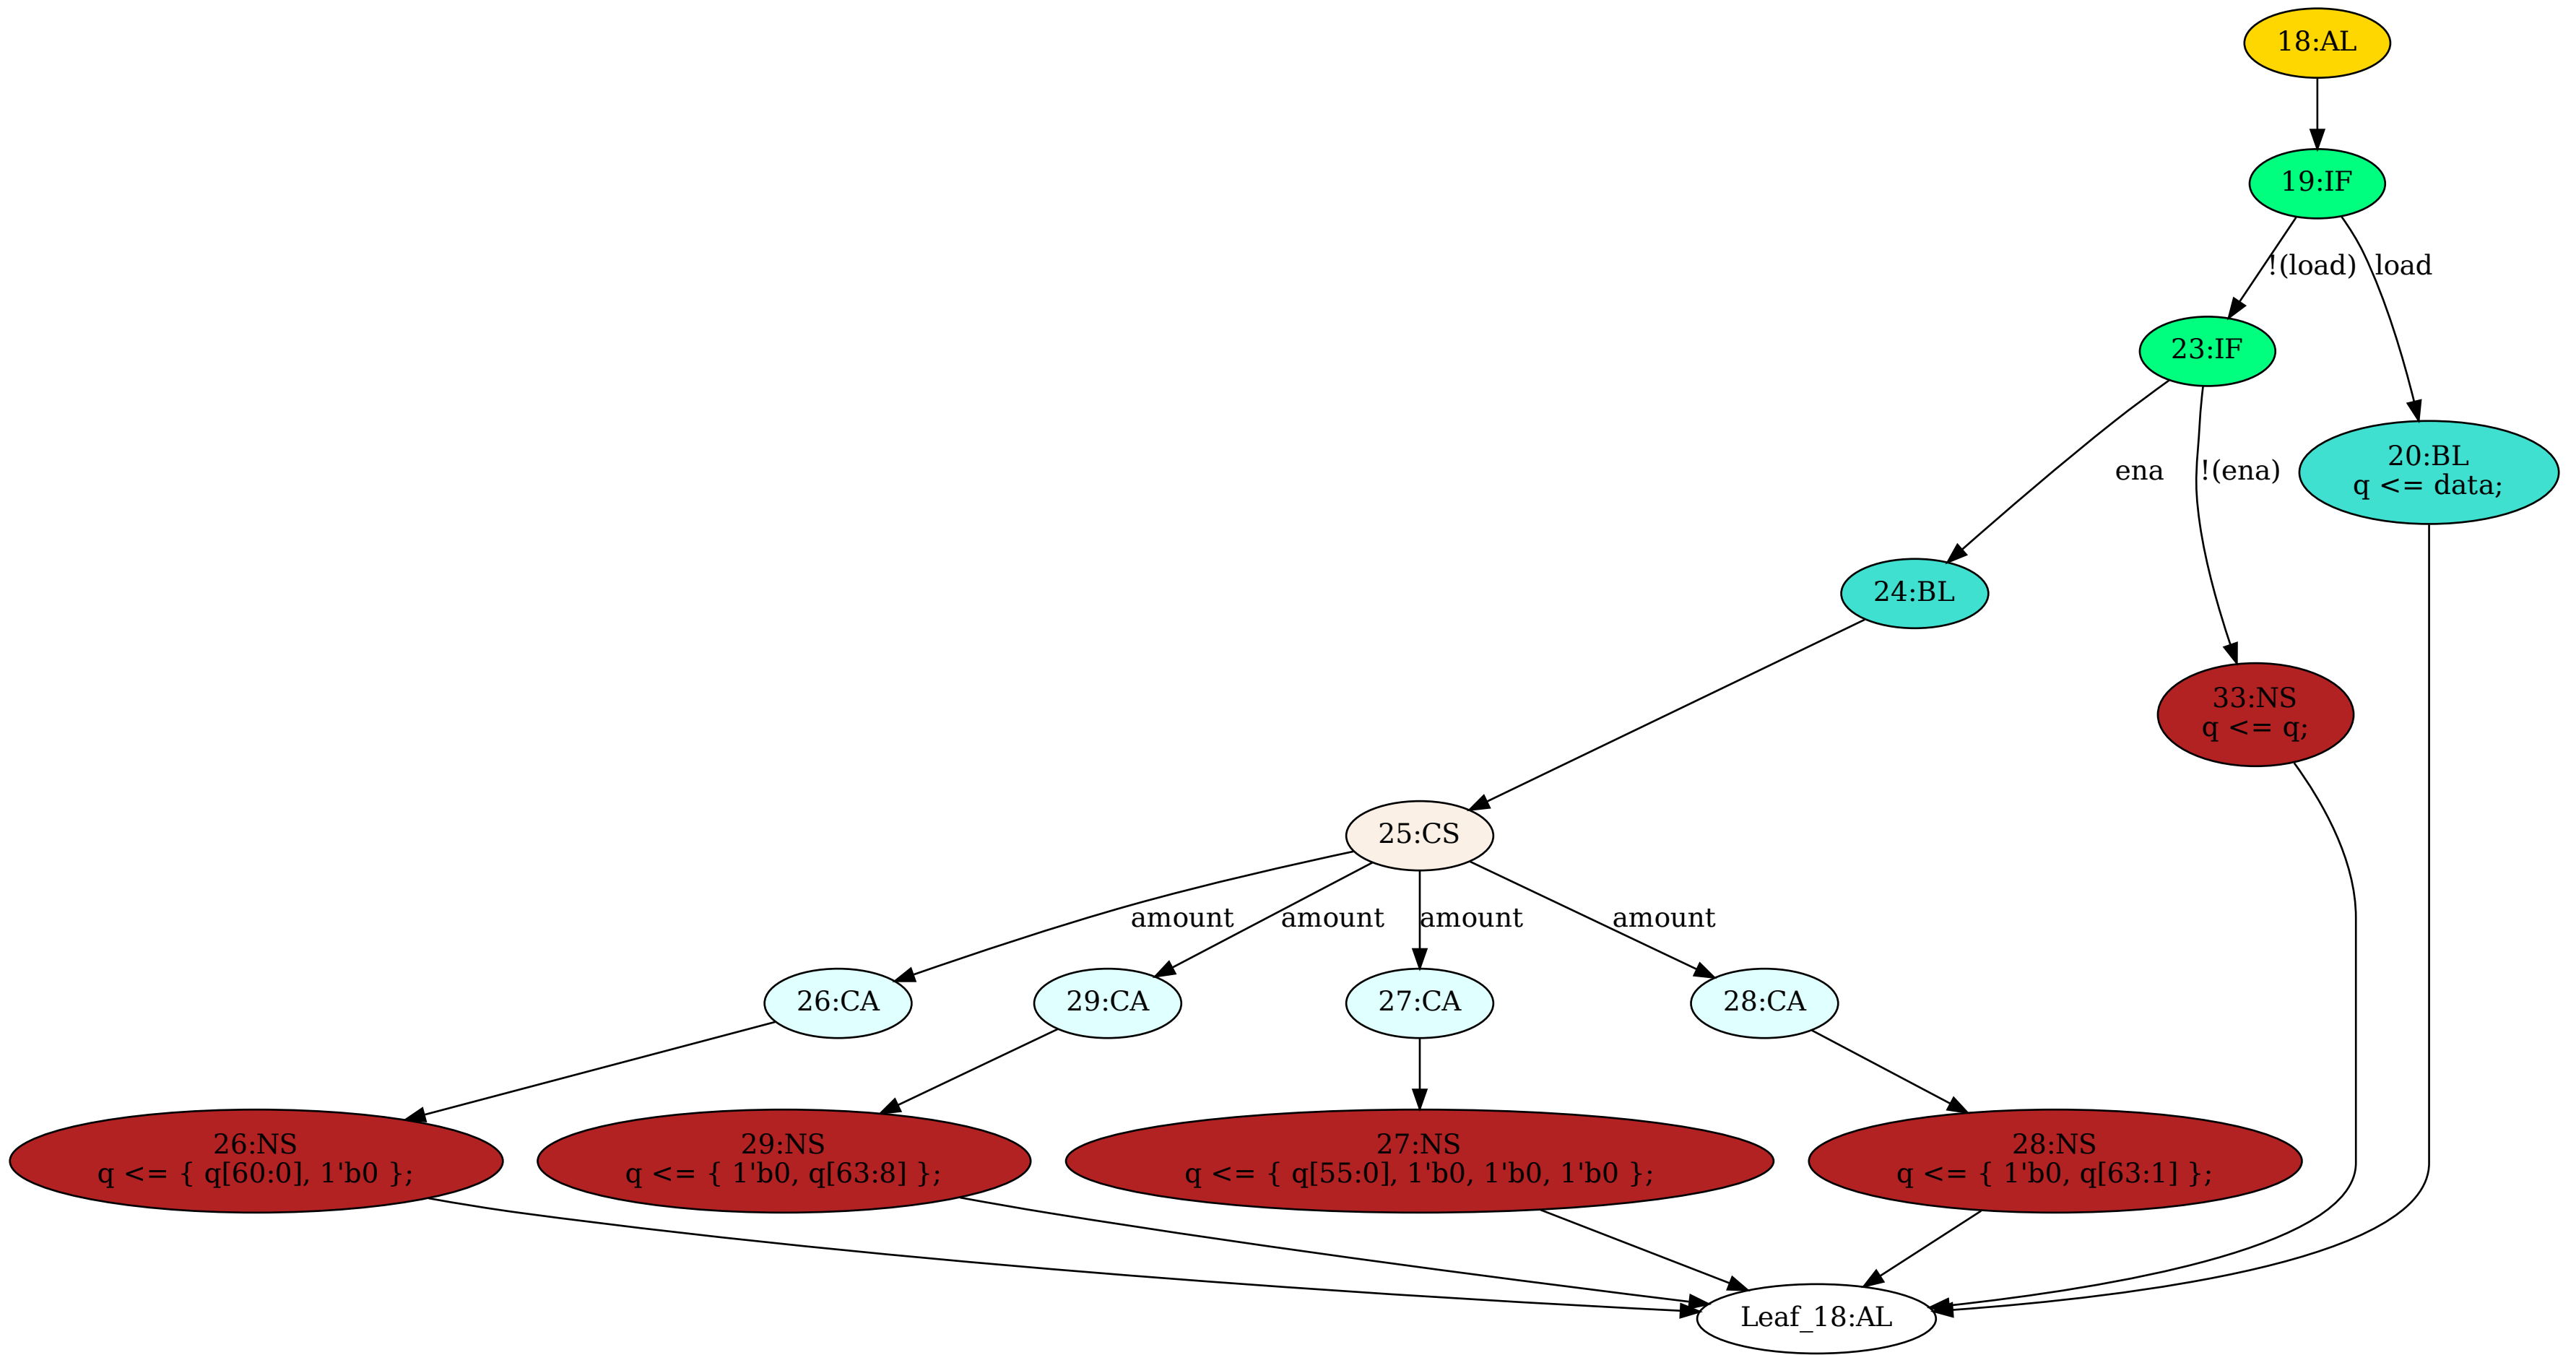 18:AL
19:IF
!(load)
load
23:IF
20:BL
q <= data;
ena
!(ena)
24:BL
33:NS
q <= q;
25:CS
amount
amount
amount
amount
26:CA
29:CA
27:CA
28:CA
26:NS
q <= { q[60:0], 1'b0 };
29:NS
q <= { 1'b0, q[63:8] };
27:NS
q <= { q[55:0], 1'b0, 1'b0, 1'b0 };
28:NS
q <= { 1'b0, q[63:1] };
Leaf_18:AL